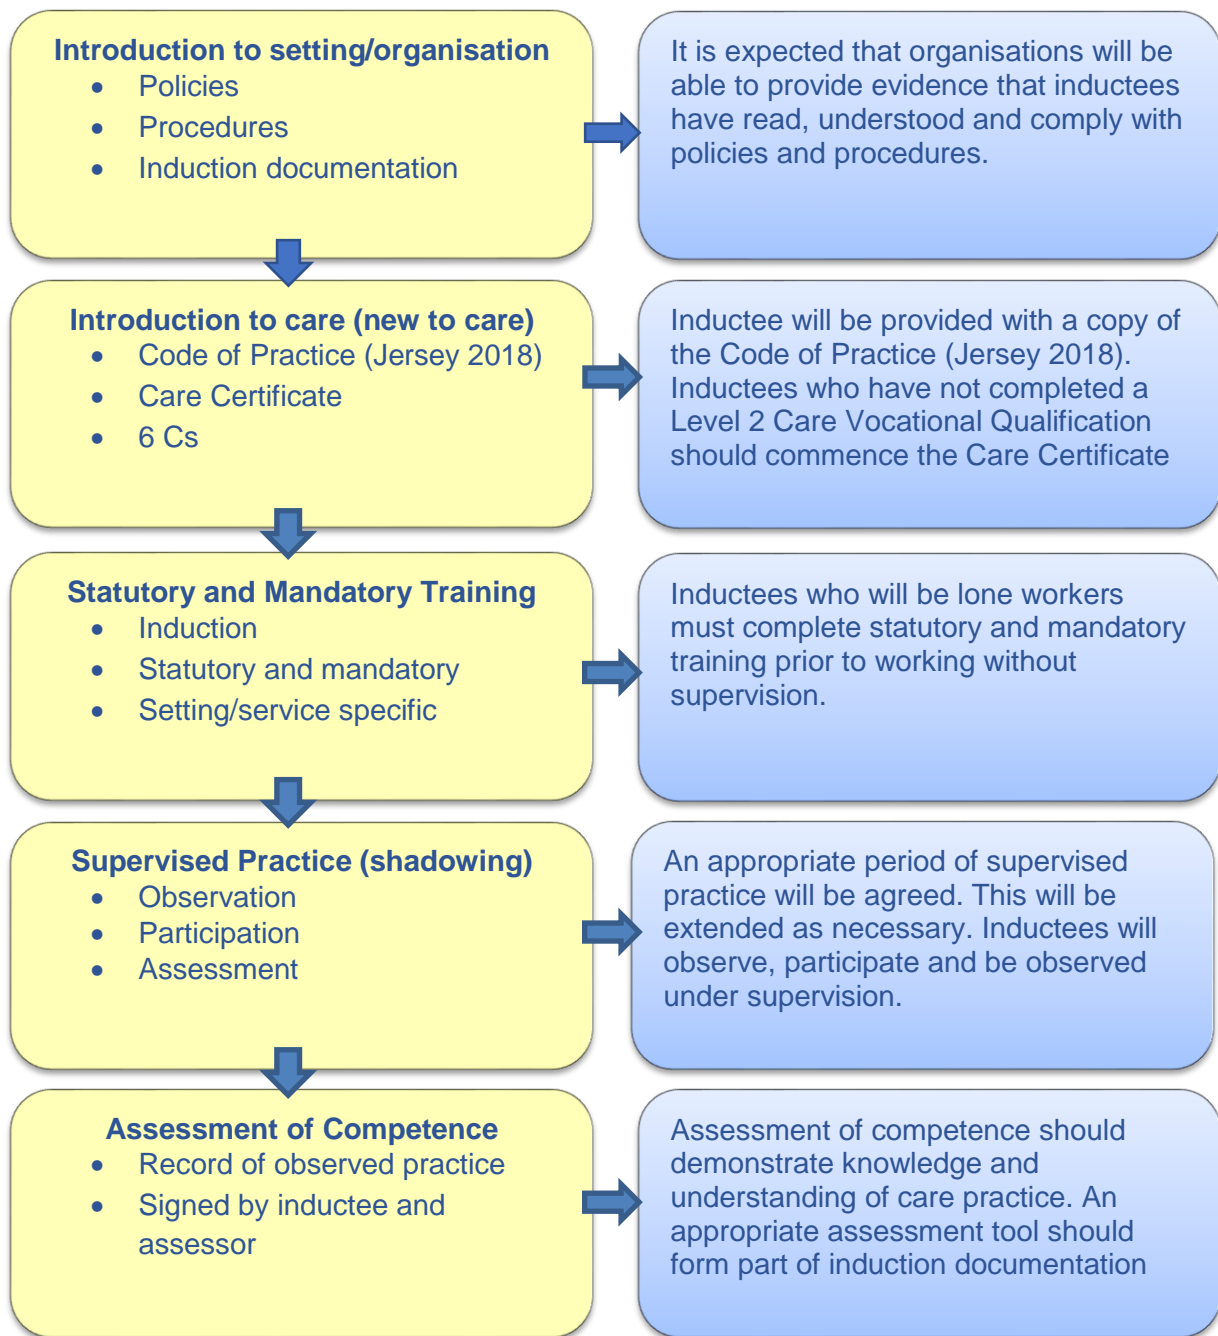 Introduction to setting/organisation
• Policies
• Procedures
• Induction documentation
It is expected that organisations will be
able to provide evidence that inductees
have read, understood and comply with
policies and procedures.
Introduction to care (new to care)
• Code of Practice (Jersey 2018)
• Care Certificate
• 6 Cs
Inductee will be provided with a copy of
the Code of Practice (Jersey 2018).
Inductees who have not completed a
Level 2 Care Vocational Qualification
should commence the Care Certificate
Statutory and Mandatory Training
• Induction
• Statutory and mandatory
• Setting/service specific
Inductees who will be lone workers
must complete statutory and mandatory
training prior to working without
supervision.
Supervised Practice (shadowing)
• Observation
• Participation
• Assessment
An appropriate period of supervised
practice will be agreed. This will be
extended as necessary. Inductees will
observe, participate and be observed
under supervision.
Assessment of Competence
• Record of observed practice
• Signed by inductee and
assessor
Assessment of competence should
demonstrate knowledge and
understanding of care practice. An
appropriate assessment tool should
form part of induction documentation